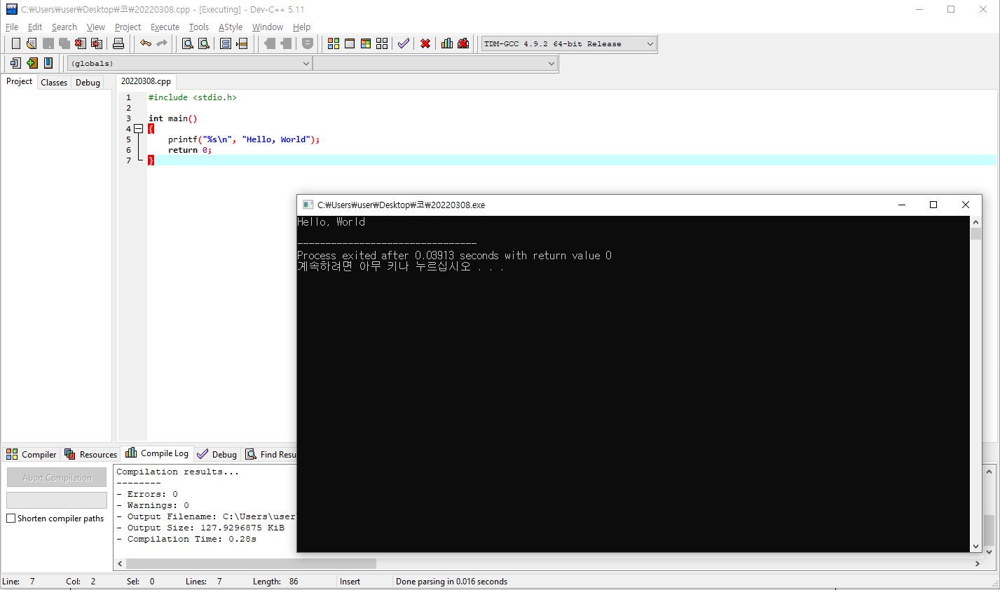 C:₩Users₩user₩Desktop₩코₩20220308.cpp - [Executing] - Dev-C++ 5.11
File Edit Search View Project Execute Tools AStyle Window Help
TDM-GCC 4.9.2 64-bit Release
(globals)
Project Classes Debug
20220308.cpp
1 #include <stdio.h>
2
3 int main()
4 {
5 printf("%s\n", "Hello, World");
6 return 0;
7 }
C:₩Users₩user₩Desktop₩코₩20220308.exe
Hello, World
--------------------------------
Process exited after 0.03913 seconds with return value 0
계속하려면 아무 키나 누르십시오 . . .
Compiler Resources Compile Log Debug Find Resu
Abort Compilation
Shorten compiler paths
Compilation results...
--------
- Errors: 0
- Warnings: 0
- Output Filename: C:\Users\user
- Output Size: 127.9296875 KiB
- Compilation Time: 0.28s
Line: 7 Col: 2 Sel: 0 Lines: 7 Length: 86 Insert Done parsing in 0.016 seconds